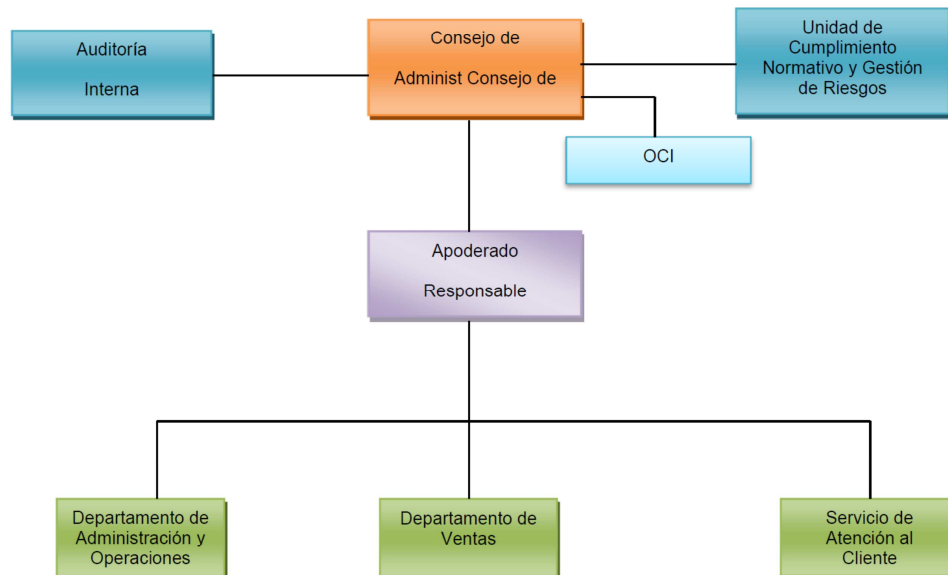 Auditoría
Interna
Consejo de
Administ Consejo de
Unidad de
Cumplimiento
Normativo y Gestión
de Riesgos
OCI
Apoderado
Responsable
Departamento de
Administración y
Operaciones
Departamento de
Ventas
Servicio de
Atención al
Cliente